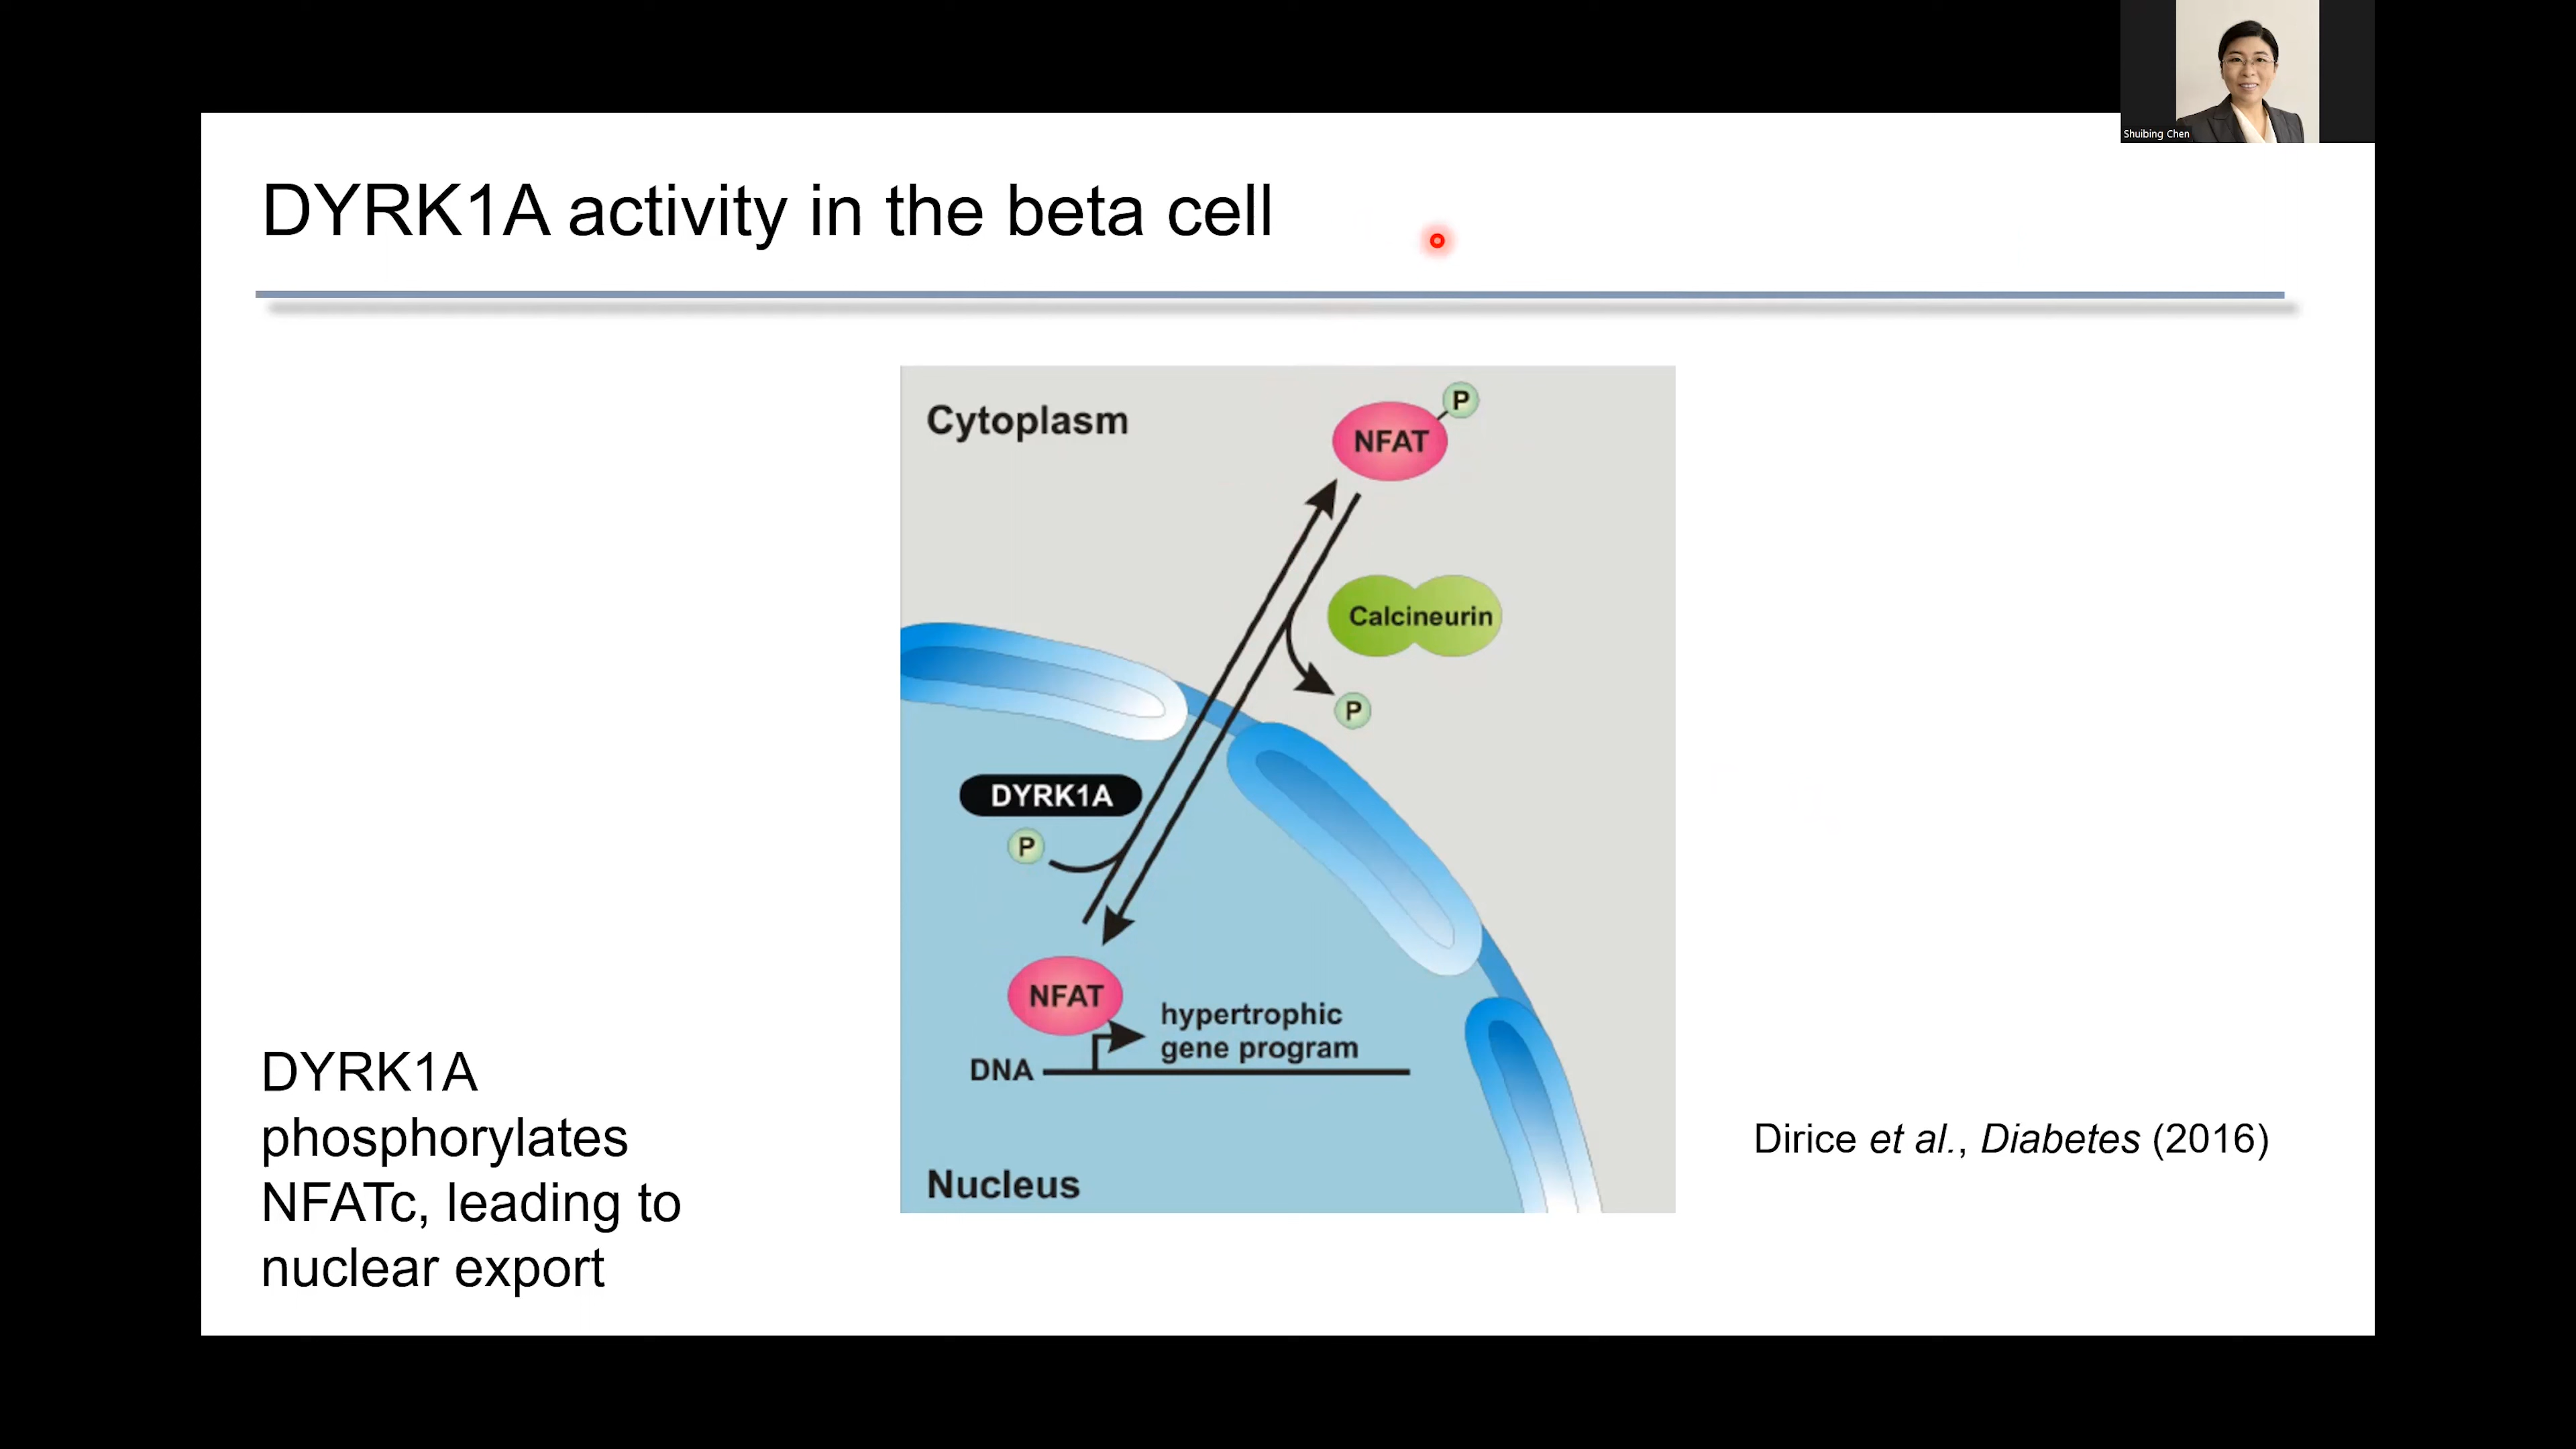 Shuibing Chen
DYRK1A activity in the beta cell
Cytoplasm
P
NFAT
Calcineurin
P
DYRK1A
P
NFAT
hypertrophic
gene program
DNA
Nucleus
DYRK1A
phosphorylates
NFATc, leading to
nuclear export
Dirice et al., Diabetes (2016)